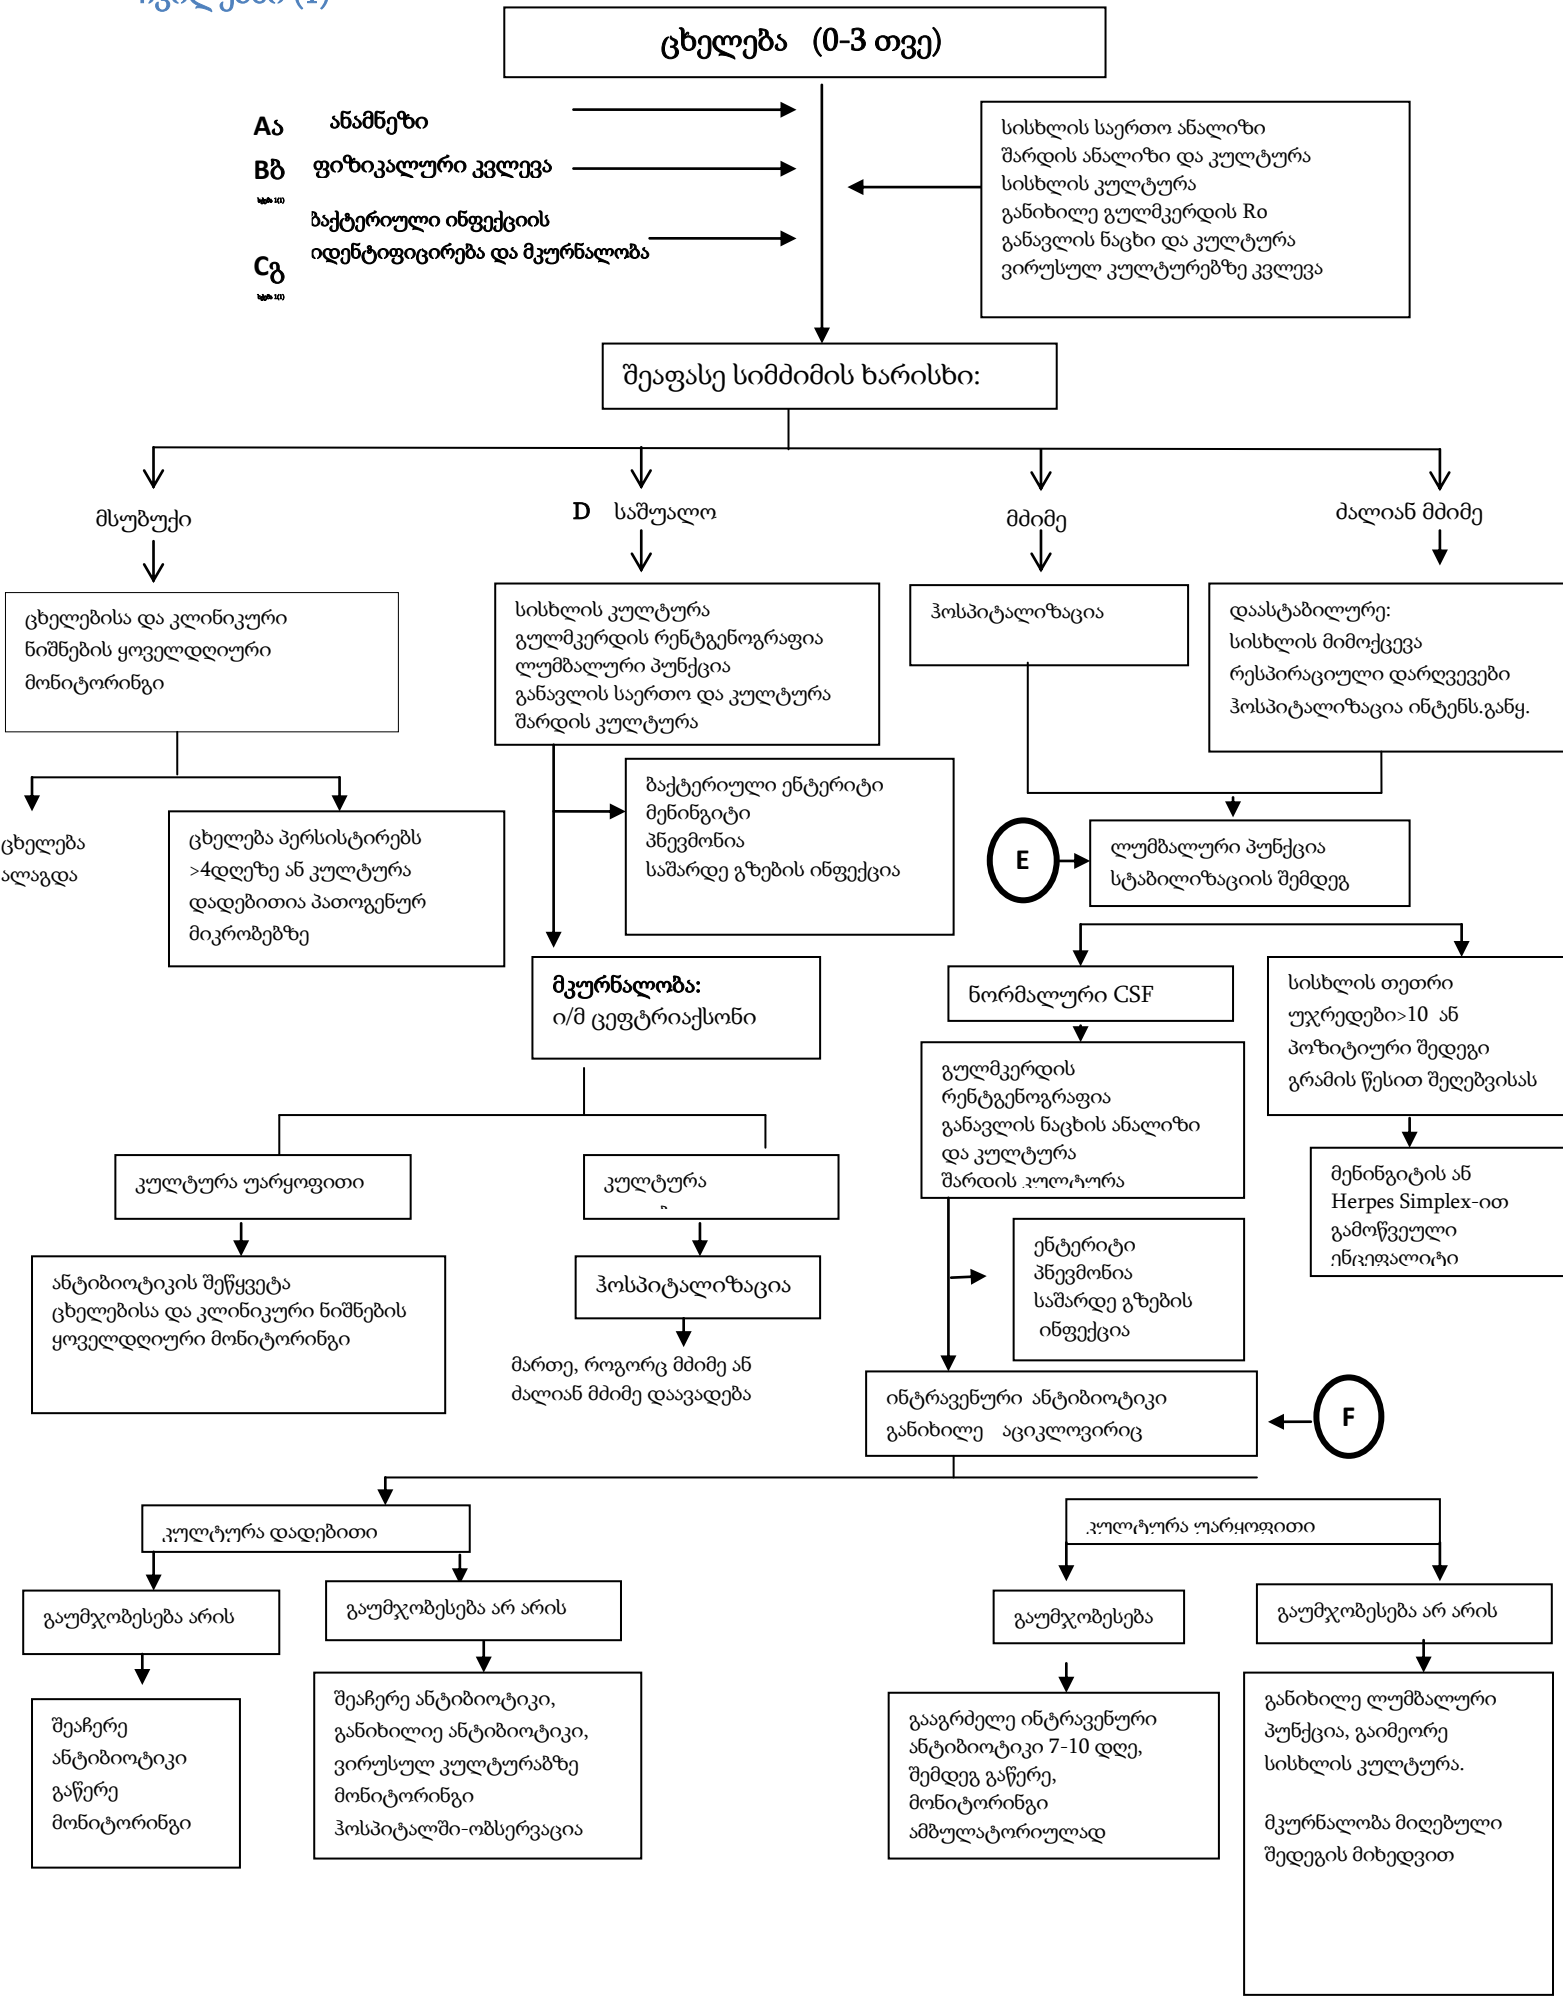 ცხელება (0-3 თვე)
Aა ანამნეზი
Bბ ფიზიკალური კვლევა
ბაქტერიული ინფექციის
იდენტიფიცირება და მკურნალობა
Cგ
სისხლის საერთო ანალიზი
შარდის ანალიზი და კულტურა
სისხლის კულტურა
განიხილე გულმკერდის Ro
განავლის ნაცხი და კულტურა
ვირუსულ კულტურებზე კვლევა
შეაფასე სიმძიმის ხარისხი:
მსუბუქი
D საშუალო
მძიმე
ძალიან მძიმე
ცხელებისა და კლინიკური
ნიშნების ყოველდღიური
მონიტორინგი
სისხლის კულტურა
გულმკერდის რენტგენოგრაფია
ლუმბალური პუნქცია
განავლის საერთო და კულტურა
შარდის კულტურა
ჰოსპიტალიზაცია
დაასტაბილურე:
სისხლის მიმოქცევა
რესპირაციული დარღვევები
ჰოსპიტალიზაცია ინტენს.განყ.
ცხელება
ალაგდა
ცხელება პერსისტირებს
>4დღეზე ან კულტურა
დადებითია პათოგენურ
მიკრობებზე
ბაქტერიული ენტერიტი
მენინგიტი
პნევმონია
საშარდე გზების ინფექცია
E
ლუმბალური პუნქცია
სტაბილიზაციის შემდეგ
მკურნალობა:
ი/მ ცეფტრიაქსონი
ნორმალური CSF
სისხლის თეთრი
უჯრედები>10 ან
პოზიტიური შედეგი
გრამის წესით შეღებვისას
გულმკერდის
რენტგენოგრაფია
განავლის ნაცხის ანალიზი
და კულტურა
შარდის კულტურა
მენინგიტის ან
Herpes Simplex-ით
გამოწვეული
ენცეფალიტი
კულტურა უარყოფითი
კულტურა
ანტიბიოტიკის შეწყვეტა
ცხელებისა და კლინიკური ნიშნების
ყოველდღიური მონიტორინგი
ჰოსპიტალიზაცია
მართე, როგორც მძიმე ან
ძალიან მძიმე დაავადება
ენტერიტი
პნევმონია
საშარდე გზების
ინფექცია
ინტრავენური ანტიბიოტიკი
განიხილე აციკლოვირიც
F
კულტურა დადებითი
კულტურა უარყოფითი
გაუმჯობესება არის
გაუმჯობესება არ არის
გაუმჯობესება
გაუმჯობესება არ არის
შეაჩერე
ანტიბიოტიკი
გაწერე
მონიტორინგი
შეაჩერე ანტიბიოტიკი,
განიხილიე ანტიბიოტიკი,
ვირუსულ კულტურაბზე
მონიტორინგი
ჰოსპიტალში-ობსერვაცია
გააგრძელე ინტრავენური
ანტიბიოტიკი 7-10 დღე,
შემდეგ გაწერე,
მონიტორინგი
ამბულატორიულად
განიხილე ლუმბალური
პუნქცია, გაიმეორე
სისხლის კულტურა.
მკურნალობა მიღებული
შედეგის მიხედვით